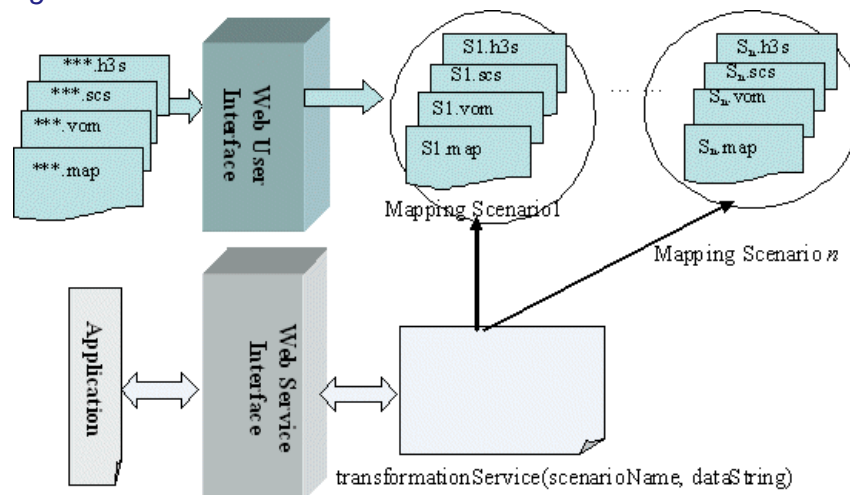 ***.h3s
***.scs
***.vom
***.map
Web User
Interface
S1.h3s
S1.scs
S1.vom
S1.map
Mapping Scenario1
Sn.h3s
Sn.scs
Sn.vom
Sn.map
Mapping Scenario n
Application
Web Service
Interface
transformationService(scenarioName, dataString)